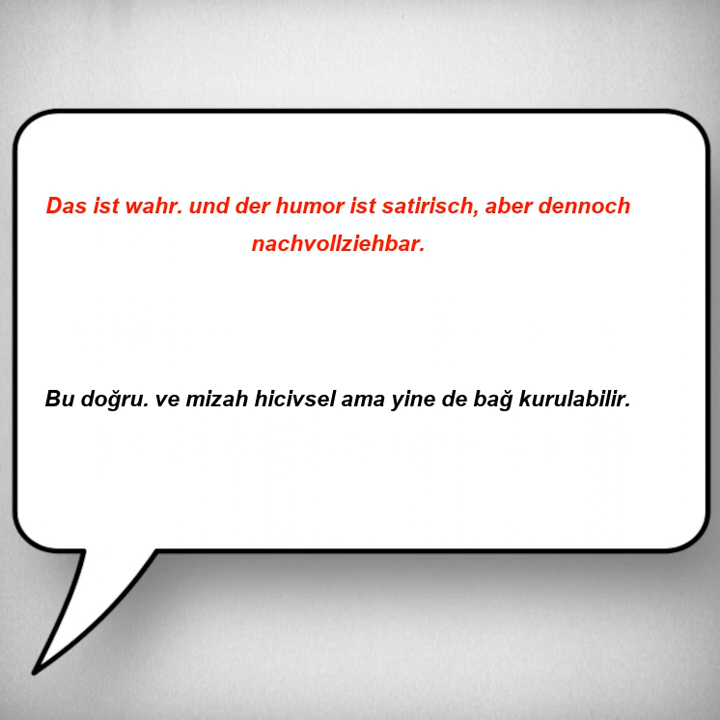 Das ist wahr. und der humor ist satirisch, aber dennoch
nachvollziehbar.
Bu doğru. ve mizah hicivsel ama yine de bağ kurulabilir.